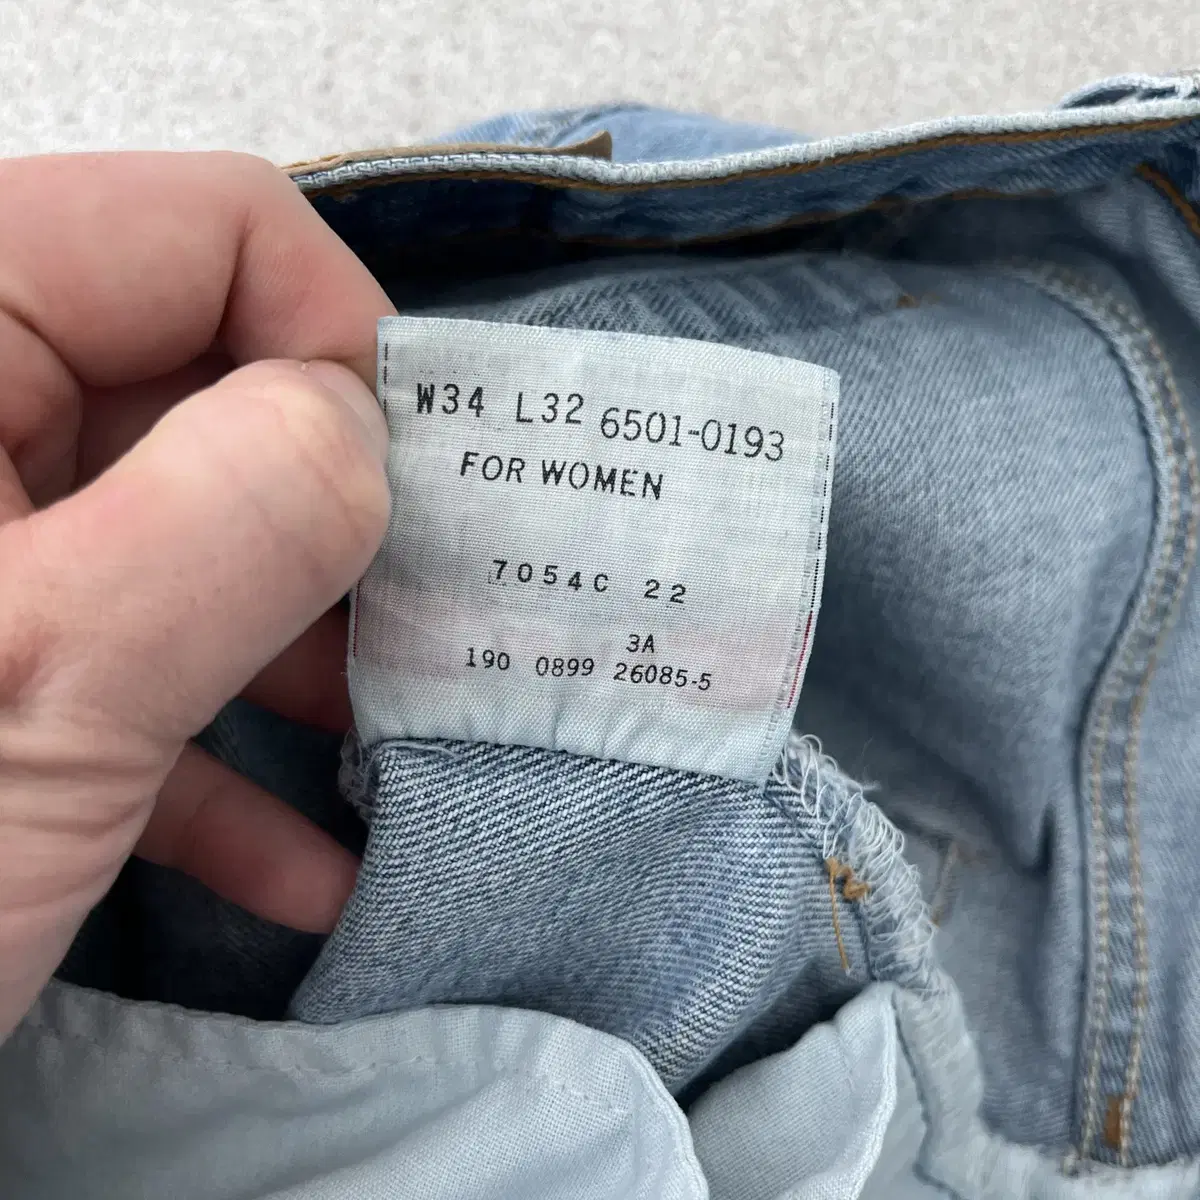 W34 L32 6501-0193
FOR WOMEN
7054C 22
3A
190 0899 26085-5